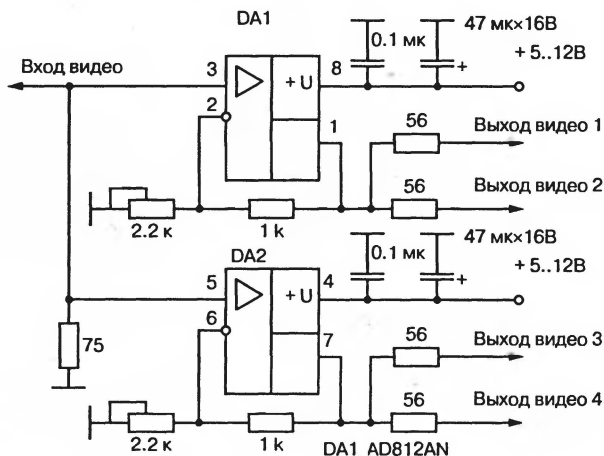 DA1
47 мк×16В
0.1 мк
+ 5..12В
Вход видео
3
+ U
8
2
1
56
Выход видео 1
56
Выход видео 2
2.2 к
1 k
DA2
47 мк×16В
0.1 мк
+ 5..12В
5
+ U
4
6
7
75
56
Выход видео 3
56
Выход видео 4
2.2 к
1 k
DA1 AD812AN
+
+